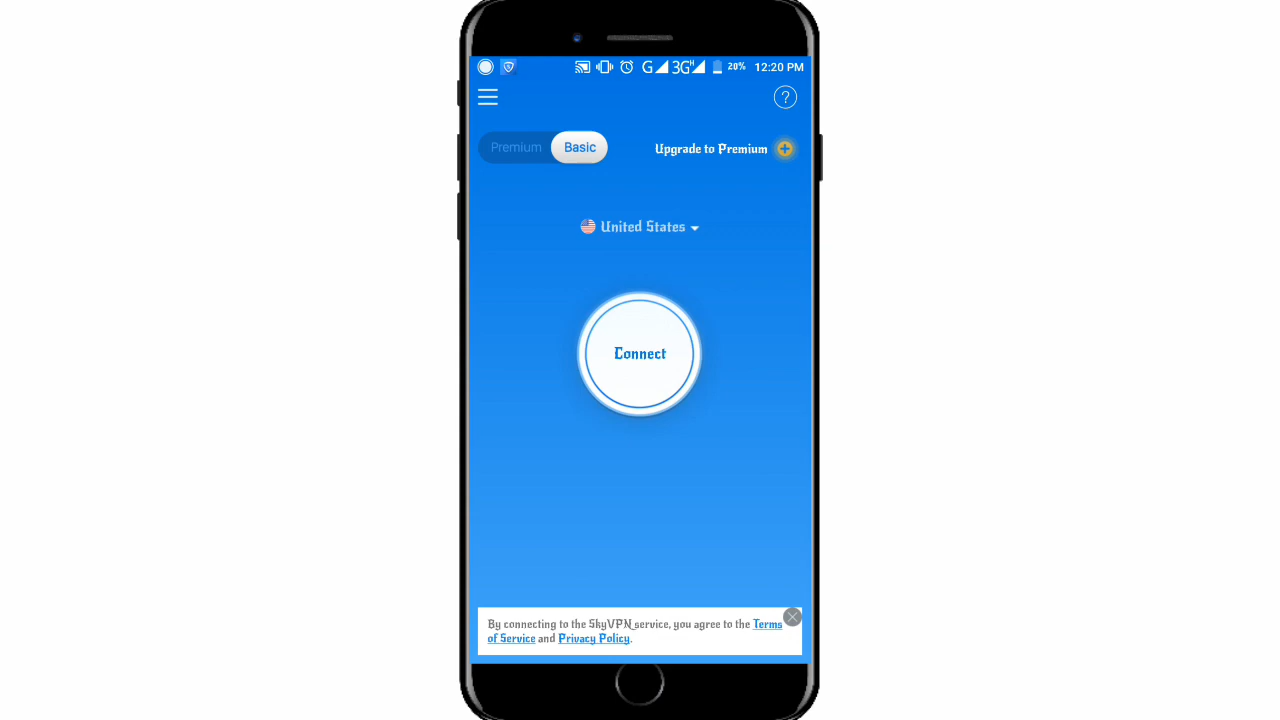 G 3G H 20% 12:20 PM
?
Premium Basic Upgrade to Premium +
United States
Connect
By connecting to the SkyVPN service, you agree to the Terms
of Service and Privacy Policy.